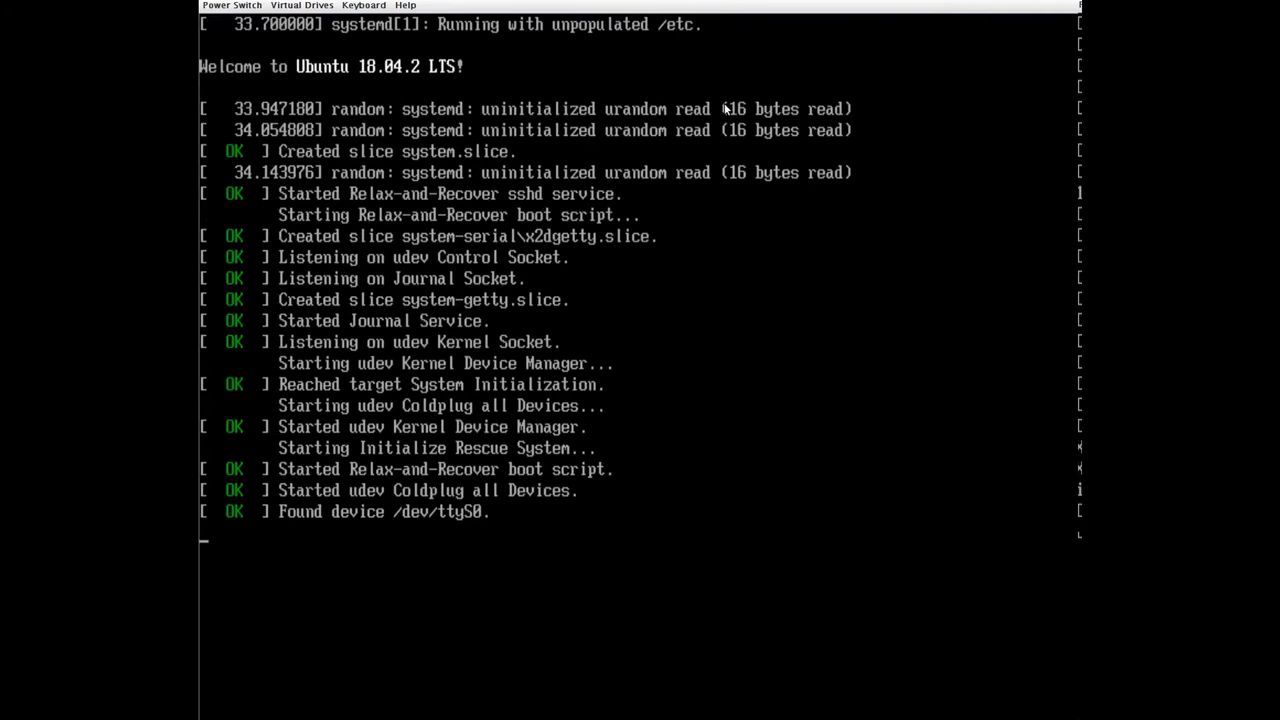 Power Switch Virtual Drives Keyboard Help
[   33.700000] systemd[1]: Running with unpopulated /etc.
Welcome to Ubuntu 18.04.2 LTS!
[   33.947180] random: systemd: uninitialized urandom read (16 bytes read)
[   34.054808] random: systemd: uninitialized urandom read (16 bytes read)
[  OK  ] Created slice system.slice.
[   34.143976] random: systemd: uninitialized urandom read (16 bytes read)
[  OK  ] Started Relax-and-Recover sshd service.
         Starting Relax-and-Recover boot script...
[  OK  ] Created slice system-serial\x2dgetty.slice.
[  OK  ] Listening on udev Control Socket.
[  OK  ] Listening on Journal Socket.
[  OK  ] Created slice system-getty.slice.
[  OK  ] Started Journal Service.
[  OK  ] Listening on udev Kernel Socket.
         Starting udev Kernel Device Manager...
[  OK  ] Reached target System Initialization.
         Starting udev Coldplug all Devices...
[  OK  ] Started udev Kernel Device Manager.
         Starting Initialize Rescue System...
[  OK  ] Started Relax-and-Recover boot script.
[  OK  ] Started udev Coldplug all Devices.
[  OK  ] Found device /dev/ttyS0.